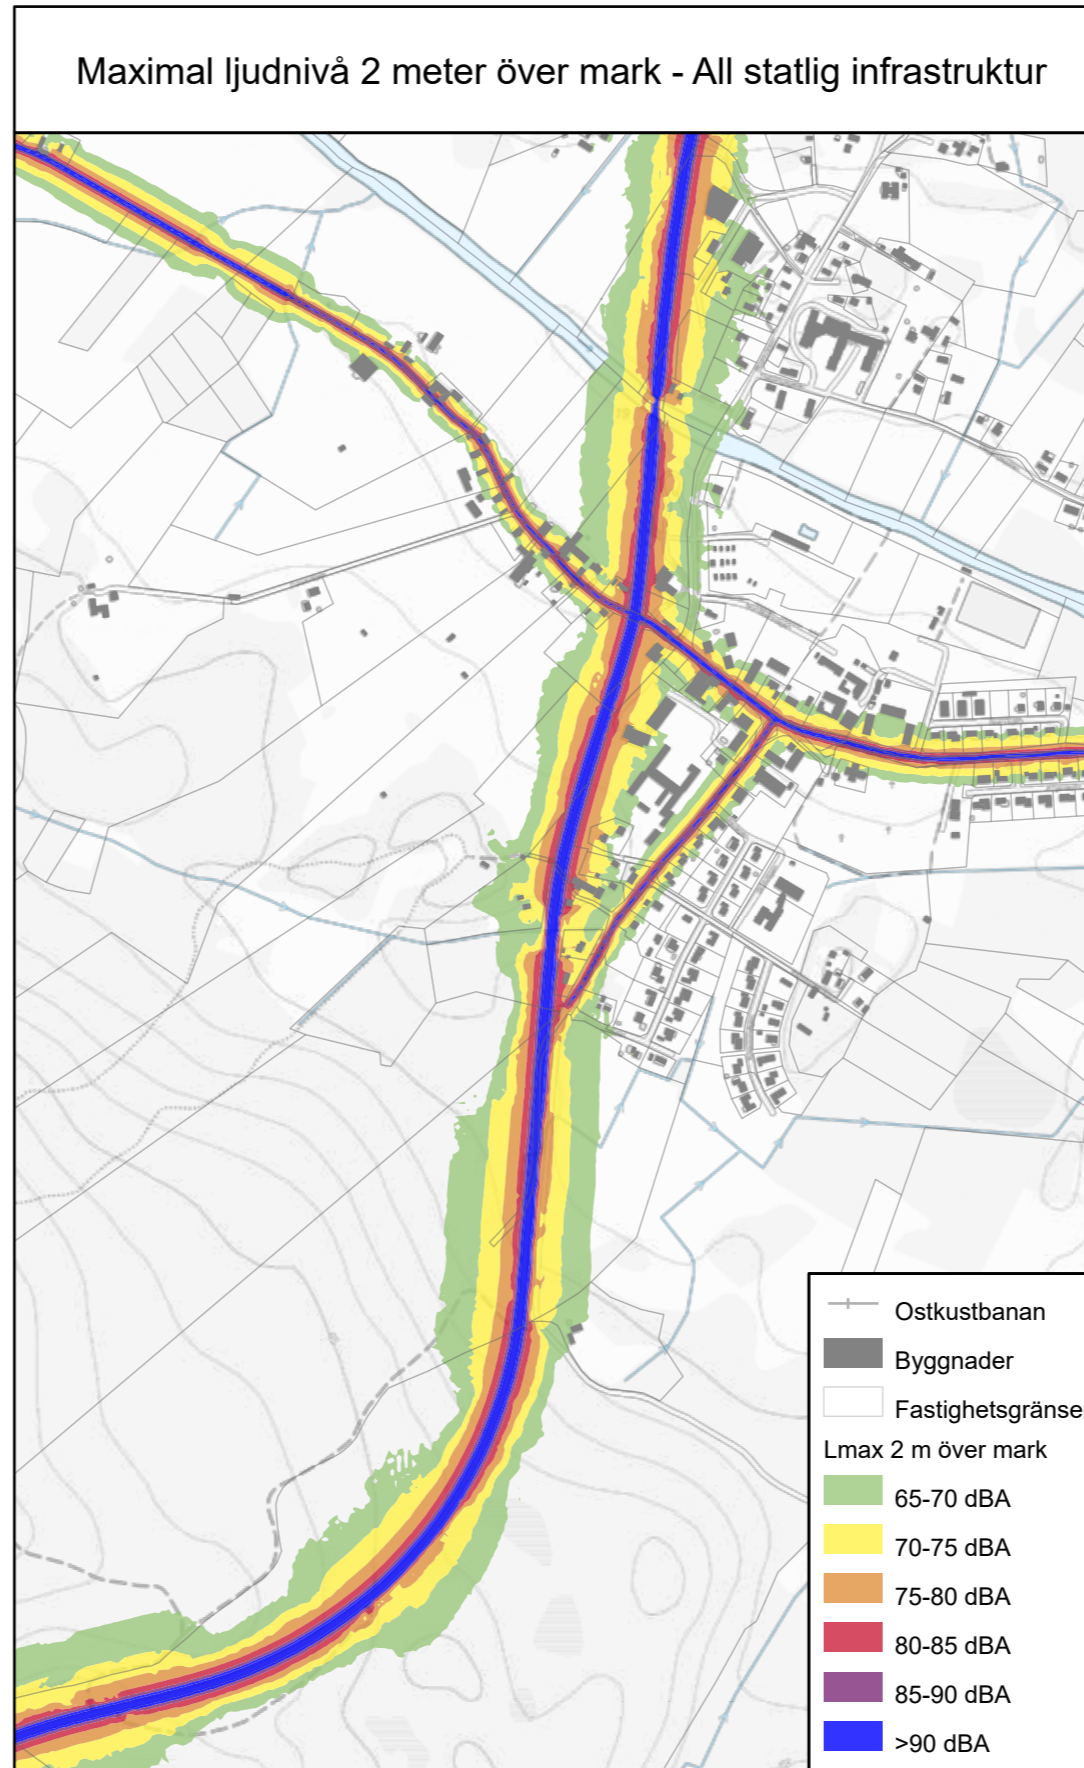 Maximal ljudnivå 2 meter över mark - All statlig infrastruktur
Ostkustbanan
Byggnader
Fastighetsgränser
Lmax 2 m över mark
65-70 dBA
70-75 dBA
75-80 dBA
80-85 dBA
85-90 dBA
>90 dBA